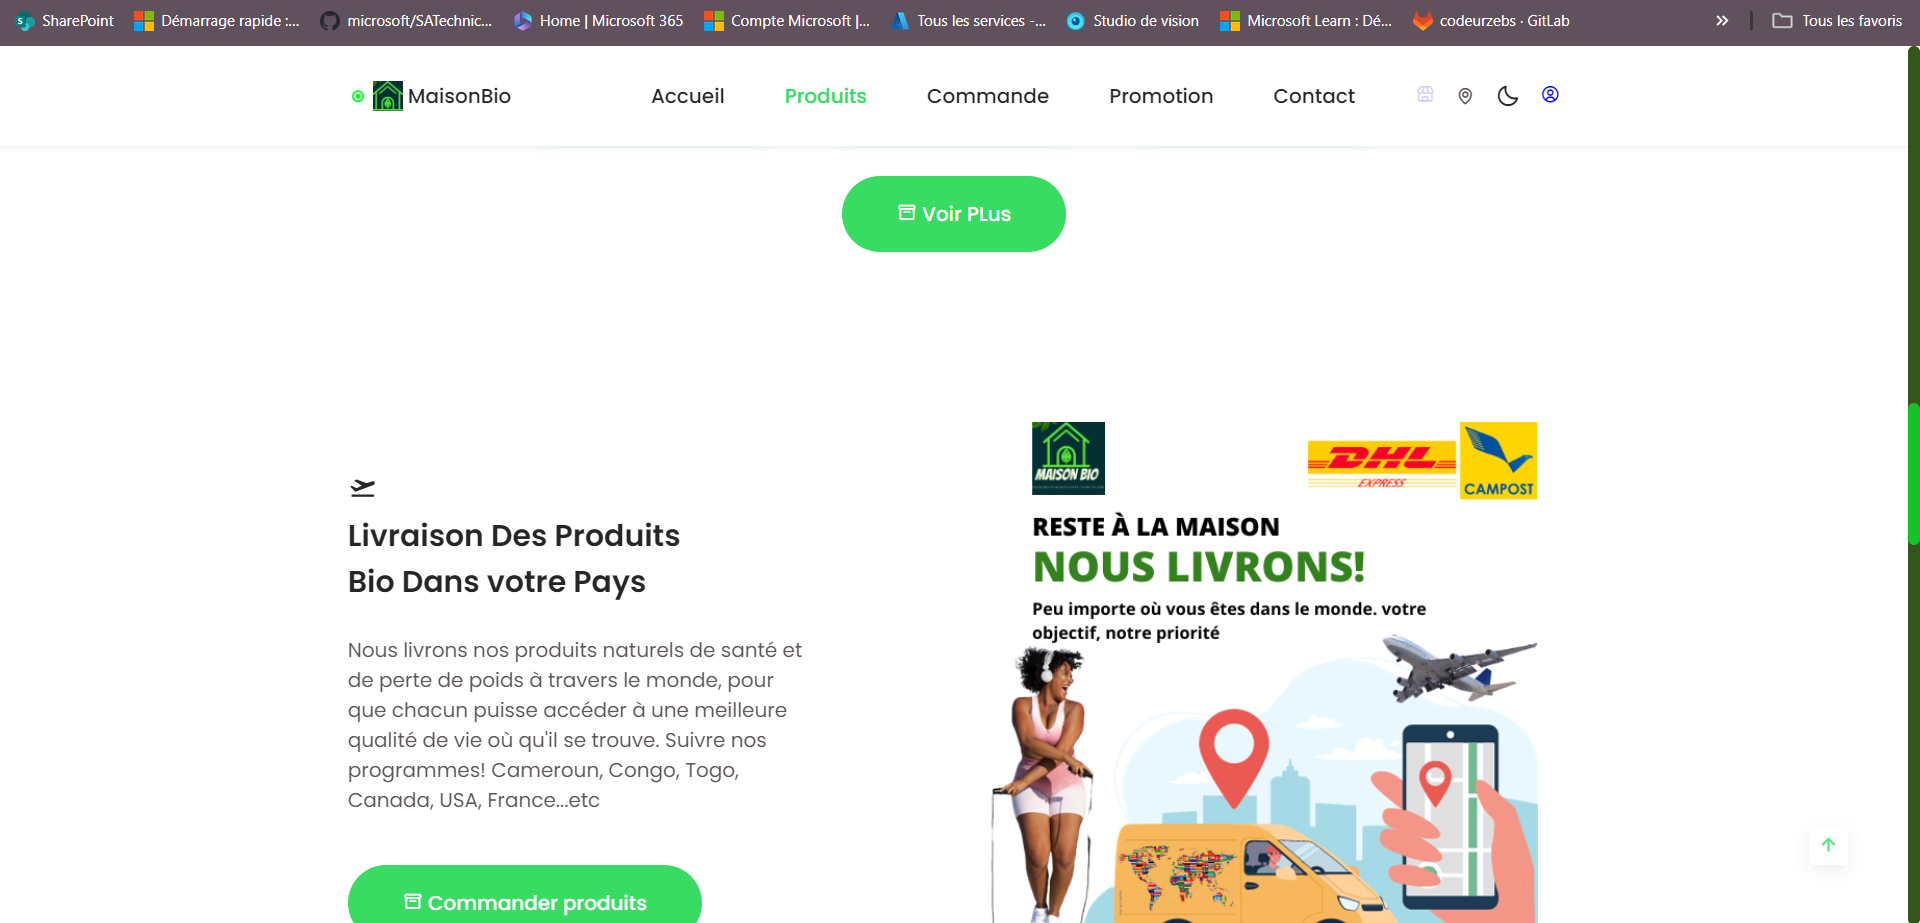 SharePoint
Démarrage rapide :...
microsoft/SATechnic...
Home | Microsoft 365
Compte Microsoft |...
Tous les services -...
Studio de vision
Microsoft Learn : Dé...
codeurzebs · GitLab
Tous les favoris
MaisonBio
Accueil
Produits
Commande
Promotion
Contact
Voir PLus
Livraison Des Produits
Bio Dans votre Pays
Nous livrons nos produits naturels de santé et
de perte de poids à travers le monde, pour
que chacun puisse accéder à une meilleure
qualité de vie où qu'il se trouve. Suivre nos
programmes! Cameroun, Congo, Togo,
Canada, USA, France...etc
Commander produits
MAISON BIO
DHL
EXPRESS
CAMPOST
RESTE À LA MAISON
NOUS LIVRONS!
Peu importe où vous êtes dans le monde. votre
objectif, notre priorité